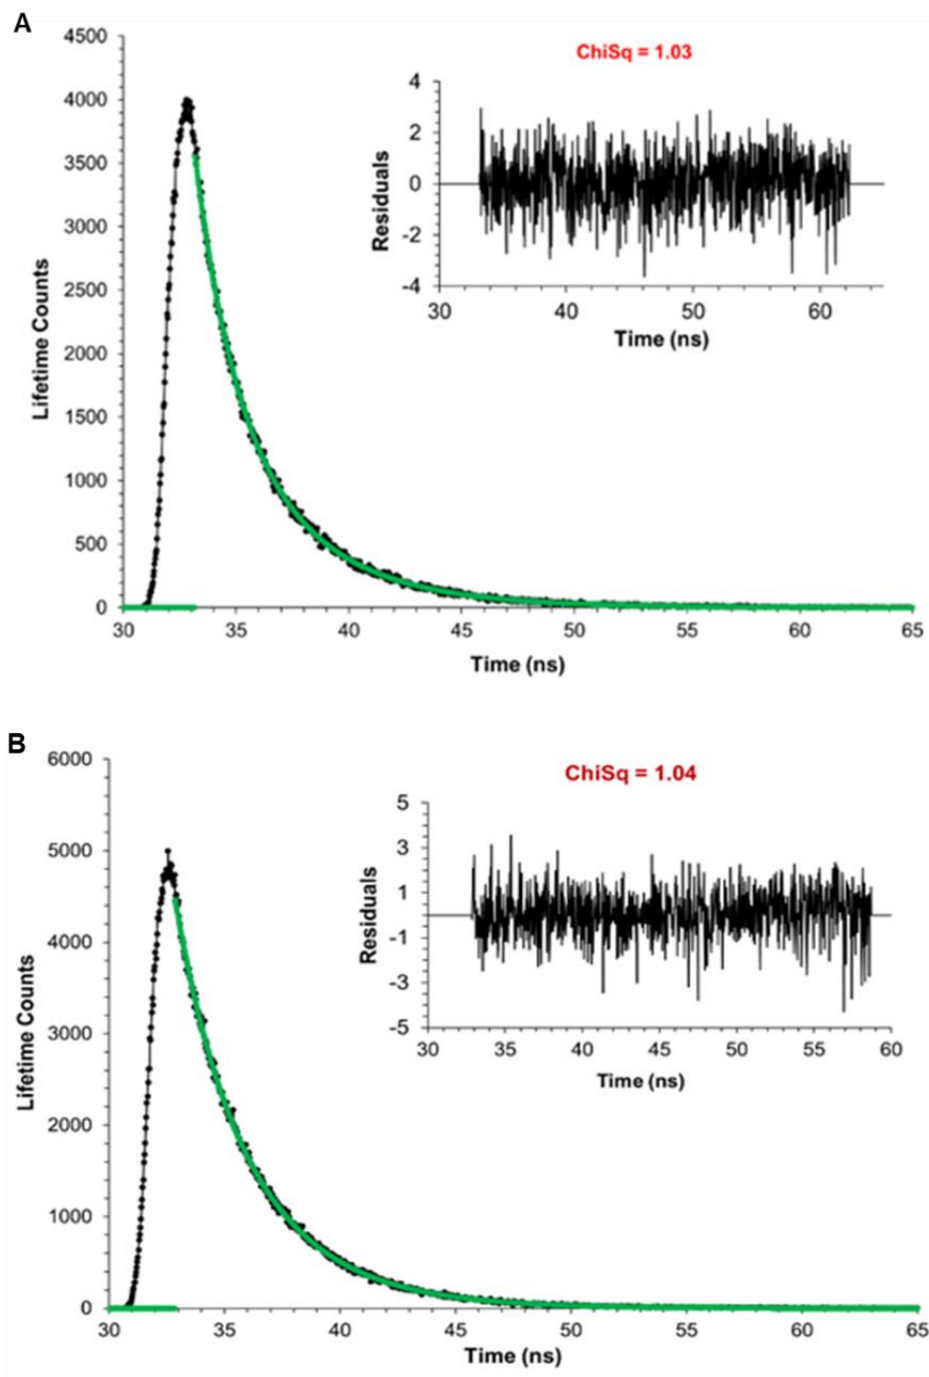 A
4500
4000
3500
3000
2500
2000
1500
1000
500
0
Lifetime Counts
30 35 40 45 50 55 60 65
Time (ns)
ChiSq = 1.03
4
2
0
-2
-4
Residuals
30 40 50 60
Time (ns)
B
6000
5000
4000
3000
2000
1000
0
Lifetime Counts
30 35 40 45 50 55 60 65
Time (ns)
ChiSq = 1.04
5
3
1
-1
-3
-5
Residuals
30 35 40 45 50 55 60
Time (ns)